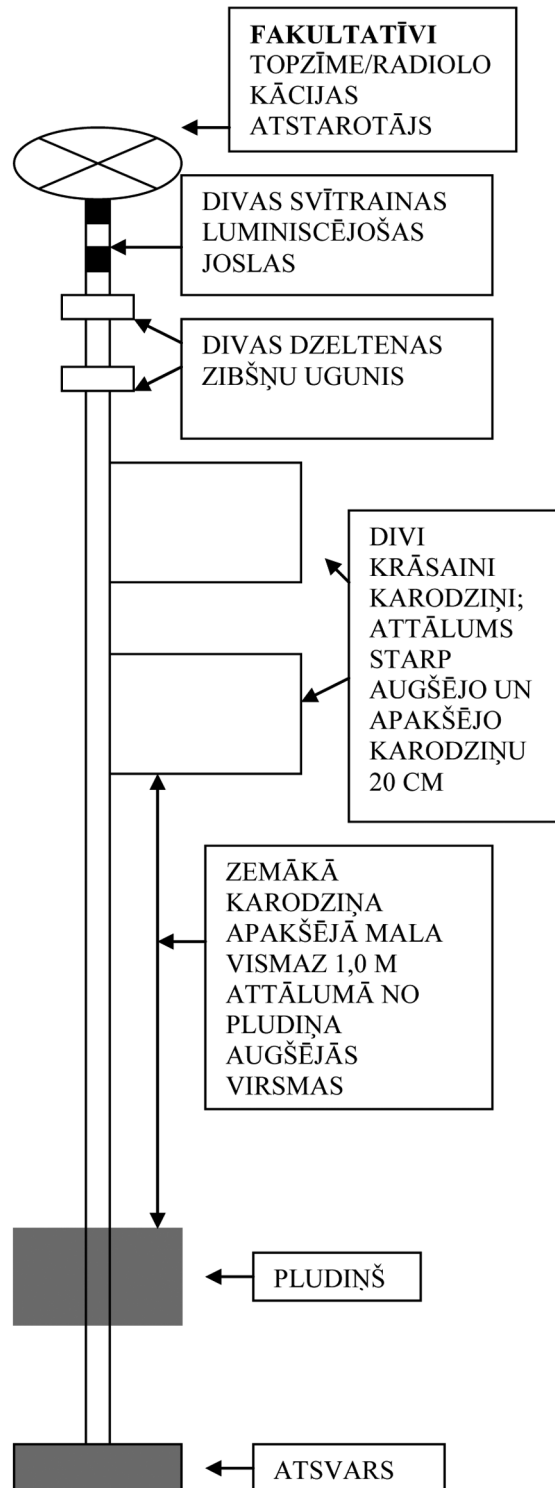 FAKULTATĪVI
TOPZĪME/RADIOLO
KĀCIJAS
ATSTAROTĀJS
DIVAS SVĪTRAINAS
LUMINISCĒJOŠAS
JOSLAS
DIVAS DZELTENAS
ZIBŠŅU UGUNIS
DIVI
KRĀSAINI
KARODZIŅI;
ATTĀLUMS
STARP
AUGŠĒJO UN
APAKŠĒJO
KARODZIŅU
20 CM
ZEMĀKĀ
KARODZIŅA
APAKŠĒJĀ MALA
VISMAZ 1,0 M
ATTĀLUMĀ NO
PLUDIŅA
AUGŠĒJĀS
VIRSMAS
PLUDIŅŠ
ATSVARS